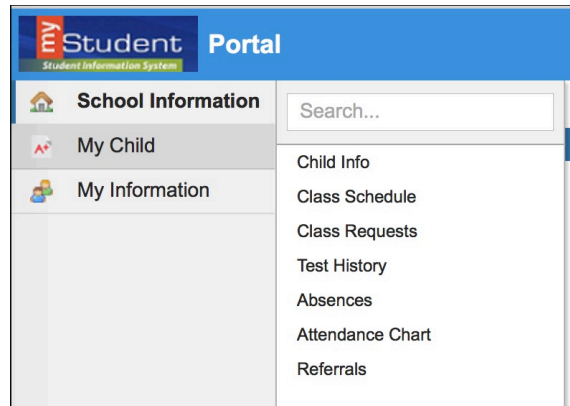 my Student Portal
Student Information System
School Information
My Child
My Information
Search...
Child Info
Class Schedule
Class Requests
Test History
Absences
Attendance Chart
Referrals
A+